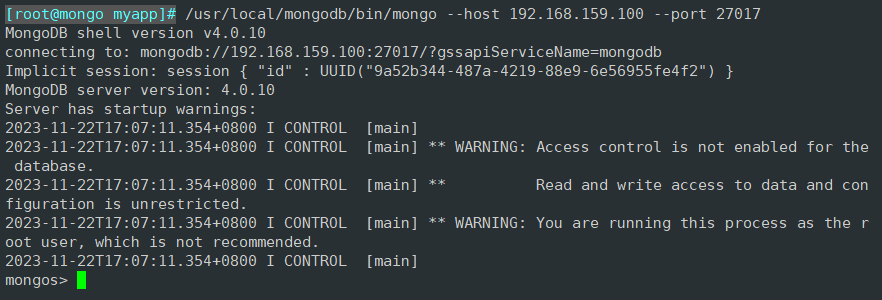 [root@mongo myapp]# /usr/local/mongodb/bin/mongo --host 192.168.159.100 --port 27017
MongoDB shell version v4.0.10
connecting to: mongodb://192.168.159.100:27017/?gssapiServiceName=mongodb
Implicit session: session { "id" : UUID("9a52b344-487a-4219-88e9-6e56955fe4f2") }
MongoDB server version: 4.0.10
Server has startup warnings:
2023-11-22T17:07:11.354+0800 I CONTROL  [main]
2023-11-22T17:07:11.354+0800 I CONTROL  [main] ** WARNING: Access control is not enabled for the
 database.
2023-11-22T17:07:11.354+0800 I CONTROL  [main] **          Read and write access to data and con
figuration is unrestricted.
2023-11-22T17:07:11.354+0800 I CONTROL  [main] ** WARNING: You are running this process as the r
oot user, which is not recommended.
2023-11-22T17:07:11.354+0800 I CONTROL  [main]
mongos>